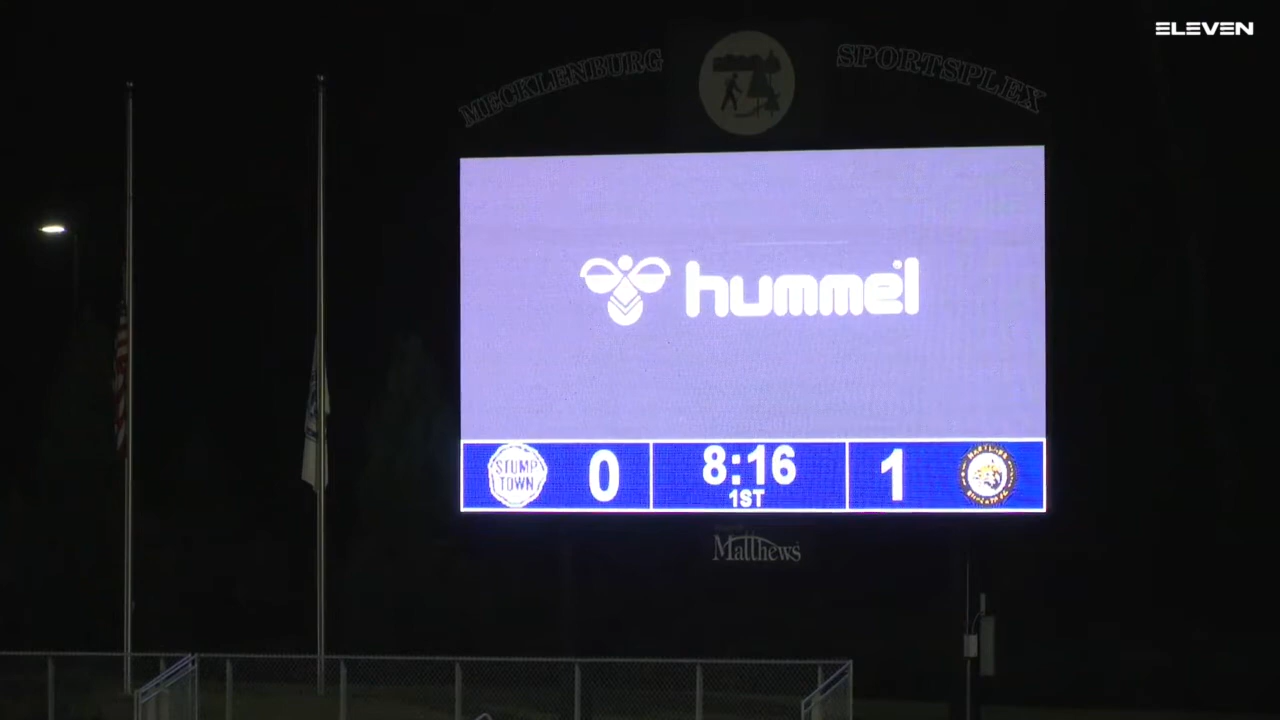 ELEVEN
MECKLENBURG SPORTSPLEX
hummel®
STUMP
TOWN
0
8:16
1ST
1
Matthews